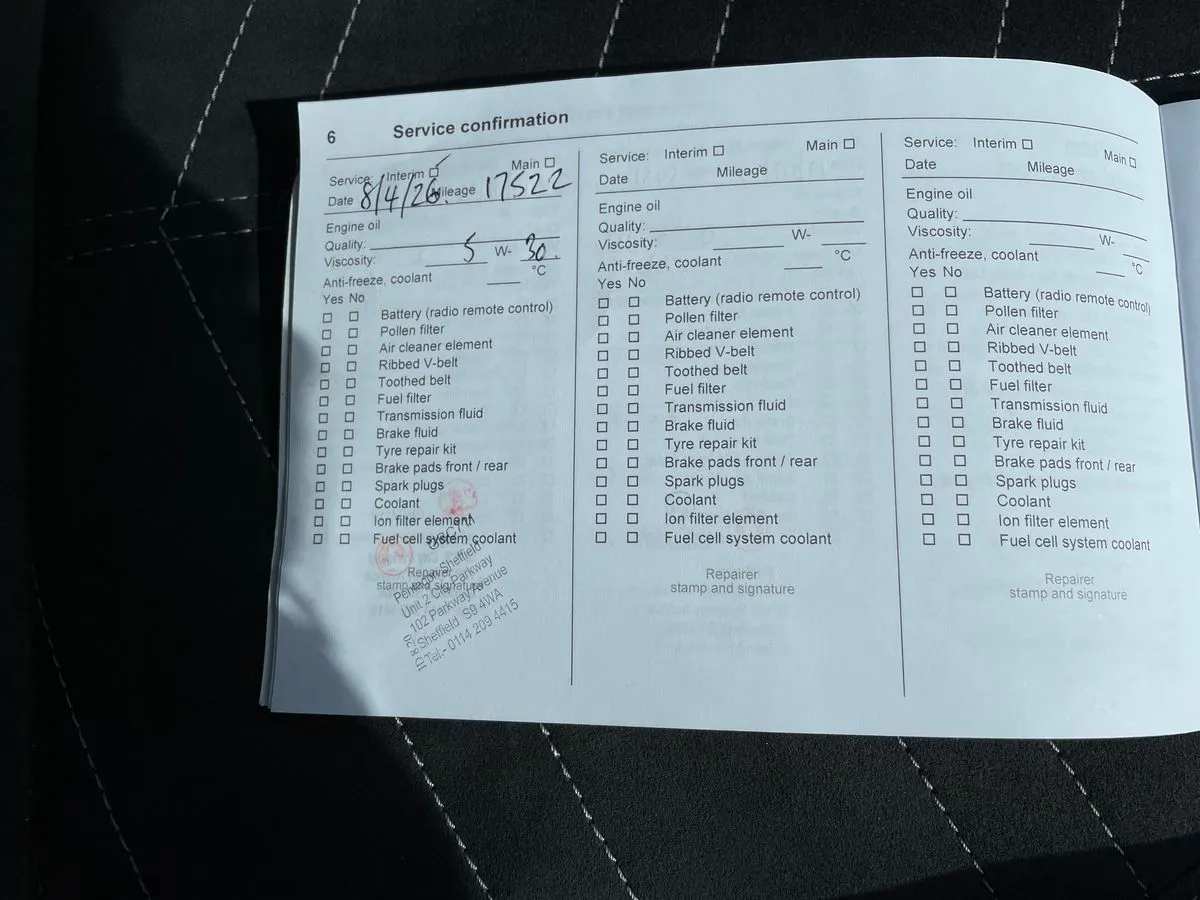 6 Service confirmation
Service: Interim Main
Date 8/4/26. Mileage 17522
Engine oil
Quality:
Viscosity: 5 W- 30.
Anti-freeze, coolant °C
Yes No
Battery (radio remote control)
Pollen filter
Air cleaner element
Ribbed V-belt
Toothed belt
Fuel filter
Transmission fluid
Brake fluid
Tyre repair kit
Brake pads front / rear
Spark plugs
Coolant
Ion filter element
Fuel cell system coolant
Repairer
stamp and signature
Sheffield
Unit 2 City Parkway
102 Parkway Avenue
Sheffield S9 4WA
Tel:- 0114 209 4415
Service: Interim Main
Date Mileage
Engine oil
Quality:
Viscosity: W-
Anti-freeze, coolant °C
Yes No
Battery (radio remote control)
Pollen filter
Air cleaner element
Ribbed V-belt
Toothed belt
Fuel filter
Transmission fluid
Brake fluid
Tyre repair kit
Brake pads front / rear
Spark plugs
Coolant
Ion filter element
Fuel cell system coolant
Repairer
stamp and signature
Service: Interim Main
Date Mileage
Engine oil
Quality:
Viscosity: W-
Anti-freeze, coolant °C
Yes No
Battery (radio remote control)
Pollen filter
Air cleaner element
Ribbed V-belt
Toothed belt
Fuel filter
Transmission fluid
Brake fluid
Tyre repair kit
Brake pads front / rear
Spark plugs
Coolant
Ion filter element
Fuel cell system coolant
Repairer
stamp and signature